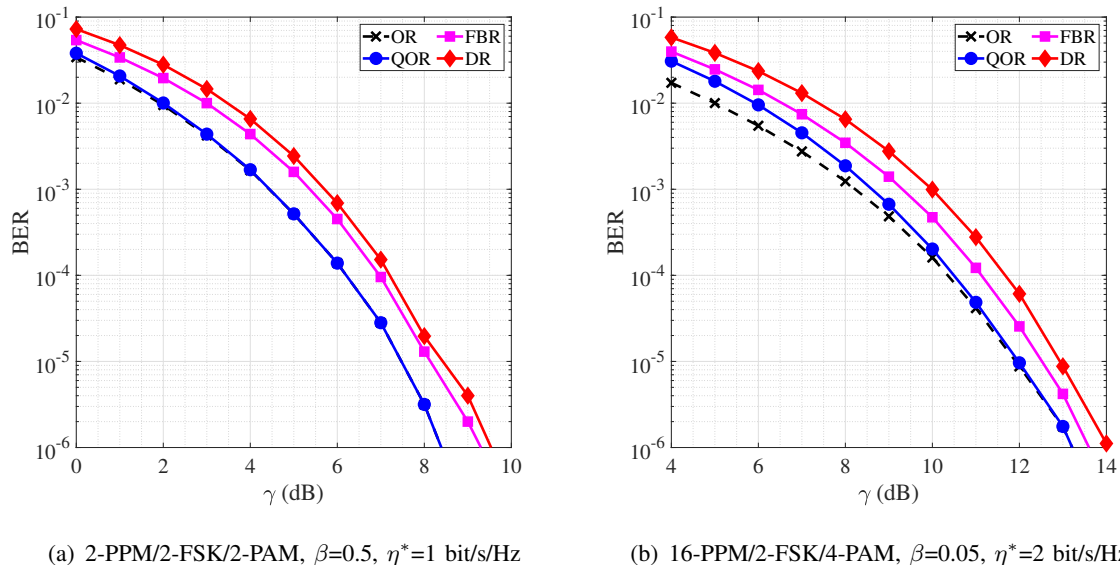 10^-1
10^-2
10^-3
10^-4
10^-5
10^-6
BER
OR
FBR
QOR
DR
0 2 4 6 8 10
γ (dB)
(a) 2-PPM/2-FSK/2-PAM, β=0.5, η*=1 bit/s/Hz
10^-1
10^-2
10^-3
10^-4
10^-5
10^-6
BER
OR
FBR
QOR
DR
4 6 8 10 12 14
γ (dB)
(b) 16-PPM/2-FSK/4-PAM, β=0.05, η*=2 bit/s/Hz